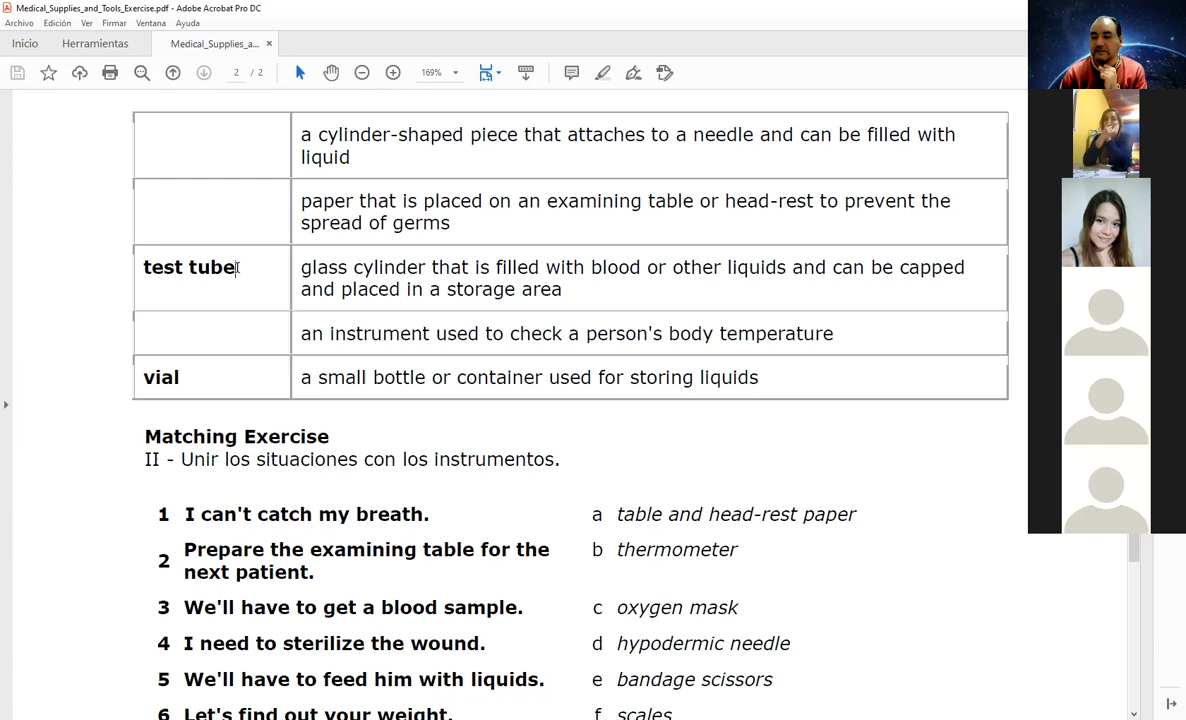 Medical_Supplies_and_Tools_Exercise.pdf - Adobe Acrobat Pro DC
Archivo Edición Ver Firmar Ventana Ayuda
Inicio Herramientas Medical_Supplies_a... ×
2 / 2 169%
a cylinder-shaped piece that attaches to a needle and can be filled with
liquid
paper that is placed on an examining table or head-rest to prevent the
spread of germs
test tube glass cylinder that is filled with blood or other liquids and can be capped
and placed in a storage area
an instrument used to check a person's body temperature
vial a small bottle or container used for storing liquids
Matching Exercise
II - Unir los situaciones con los instrumentos.
1 I can't catch my breath. a table and head-rest paper
2 Prepare the examining table for the b thermometer
next patient.
3 We'll have to get a blood sample. c oxygen mask
4 I need to sterilize the wound. d hypodermic needle
5 We'll have to feed him with liquids. e bandage scissors
6 Let's find out your weight. f scales